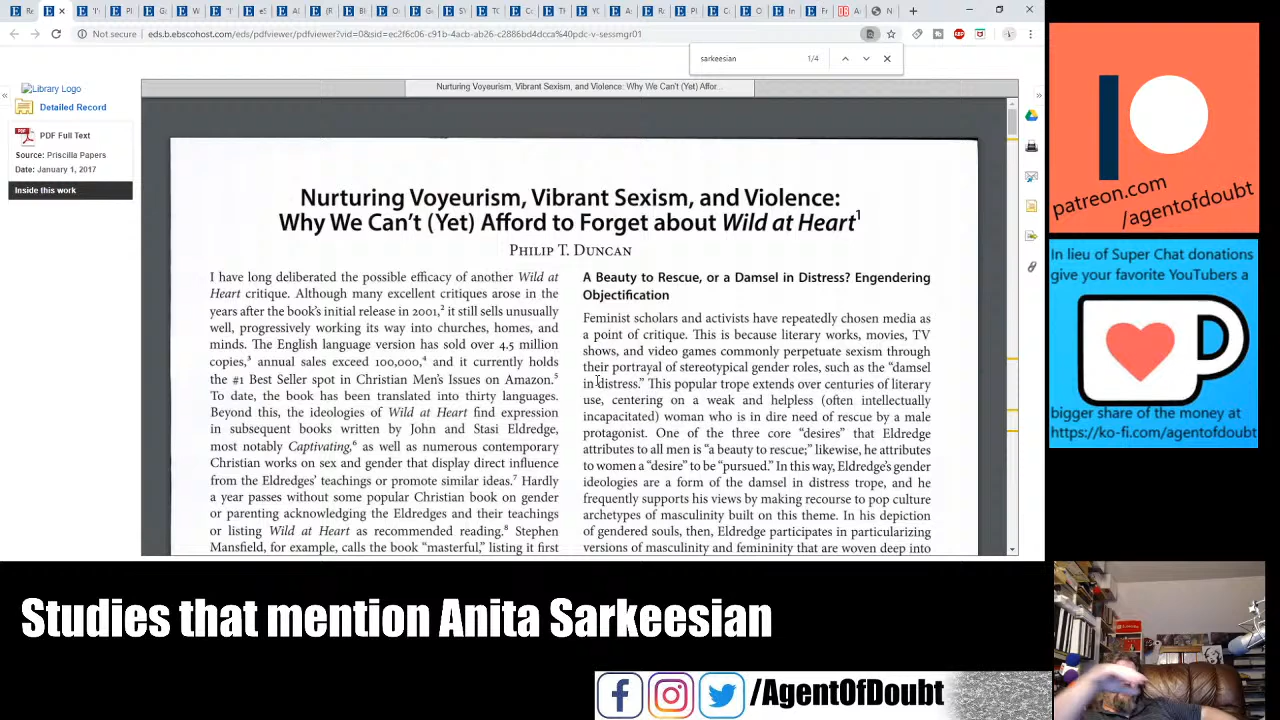 Not secure
eds.b.ebscohost.com/eds/pdfviewer/pdfviewer?vid=0&sid=ec2f6c06-c91b-4acb-ab26-c2886bd4dcca%40pdc-v-sessmgr01
ABP
sarkeesian
1/4
Library Logo
Detailed Record
PDF Full Text
Source: Priscilla Papers
Date: January 1, 2017
Inside this work
Nurturing Voyeurism, Vibrant Sexism, and Violence: Why We Can't (Yet) Affor...
Nurturing Voyeurism, Vibrant Sexism, and Violence:
Why We Can't (Yet) Afford to Forget about Wild at Heart¹
Philip T. Duncan
I have long deliberated the possible efficacy of another Wild at
Heart critique. Although many excellent critiques arose in the
years after the book's initial release in 2001,² it still sells unusually
well, progressively working its way into churches, homes, and
minds. The English language version has sold over 4.5 million
copies,³ annual sales exceed 100,000,⁴ and it currently holds
the #1 Best Seller spot in Christian Men's Issues on Amazon.⁵
To date, the book has been translated into thirty languages.
Beyond this, the ideologies of Wild at Heart find expression
in subsequent books written by John and Stasi Eldredge,
most notably Captivating,⁶ as well as numerous contemporary
Christian works on sex and gender that display direct influence
from the Eldredges' teachings or promote similar ideas.⁷ Hardly
a year passes without some popular Christian book on gender
or parenting acknowledging the Eldredges and their teachings
or listing Wild at Heart as recommended reading.⁸ Stephen
Mansfield, for example, calls the book “masterful,” listing it first
A Beauty to Rescue, or a Damsel in Distress? Engendering
Objectification
Feminist scholars and activists have repeatedly chosen media as
a point of critique. This is because literary works, movies, TV
shows, and video games commonly perpetuate sexism through
their portrayal of stereotypical gender roles, such as the “damsel
in distress.” This popular trope extends over centuries of literary
use, centering on a weak and helpless (often intellectually
incapacitated) woman who is in dire need of rescue by a male
protagonist. One of the three core “desires” that Eldredge
attributes to all men is “a beauty to rescue;” likewise, he attributes
to women a “desire” to be “pursued.” In this way, Eldredge's gender
ideologies are a form of the damsel in distress trope, and he
frequently supports his views by making recourse to pop culture
archetypes of masculinity built on this theme. In his depiction
of gendered souls, then, Eldredge participates in particularizing
versions of masculinity and femininity that are woven deep into
patreon.com
/agentofdoubt
In lieu of Super Chat donations
give your favorite YouTubers a
bigger share of the money at
https://ko-fi.com/agentofdoubt
Studies that mention Anita Sarkeesian
/AgentOfDoubt